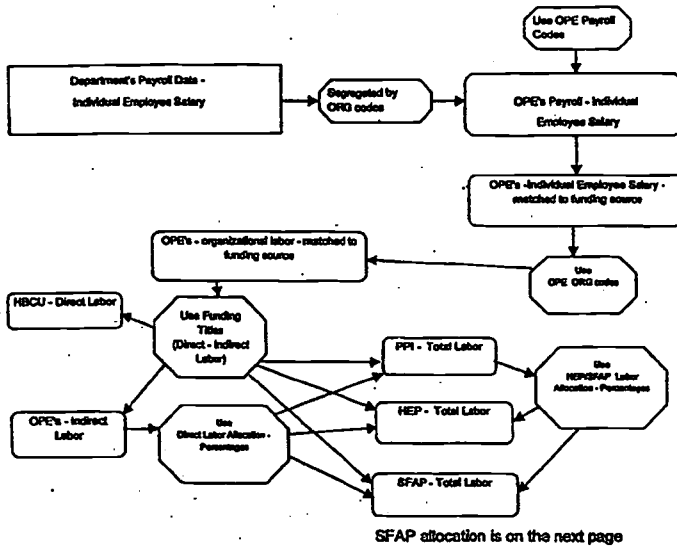 Use OPE Payroll
Codes
Department's Payroll Data -
Individual Employee Salary
Segregated by
ORG codes
OPE's Payroll - Individual
Employee Salary
OPE's -Individual Employee Salary -
matched to funding source
OPE's - organizational labor - matched to
funding source
Use
OPE ORG codes
HBCU - Direct Labor
Use Funding
Titles
(Direct - Indirect
Labor)
PPI - Total Labor
Use
HEP/SFAP Labor
Allocation - Percentages
OPE's - Indirect
Labor
Use
Direct Labor Allocation -
Percentages
HEP - Total Labor
SFAP - Total Labor
SFAP allocation is on the next page